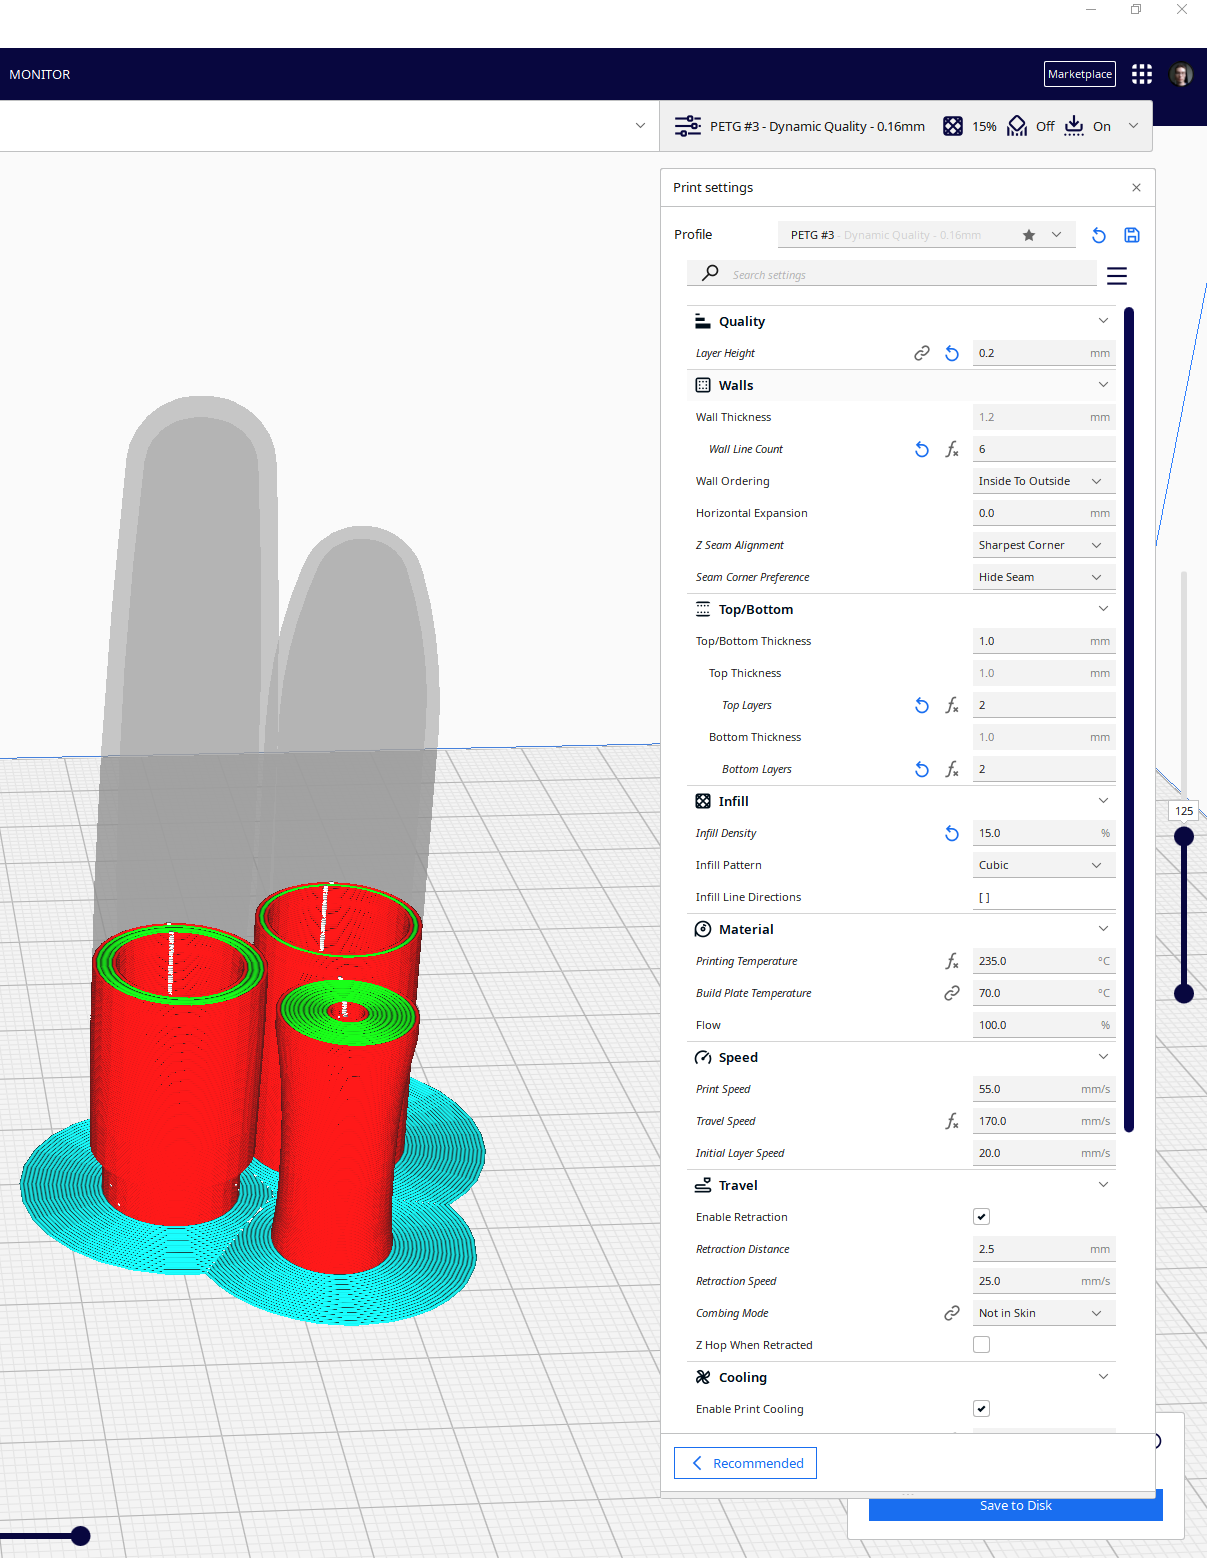 MONITOR
Marketplace
PETG #3 - Dynamic Quality - 0.16mm 15% Off On
Print settings
Profile PETG #3 - Dynamic Quality - 0.16mm
Search settings
Quality
Layer Height 0.2 mm
Walls
Wall Thickness 1.2 mm
Wall Line Count 6
Wall Ordering Inside To Outside
Horizontal Expansion 0.0 mm
Z Seam Alignment Sharpest Corner
Seam Corner Preference Hide Seam
Top/Bottom
Top/Bottom Thickness 1.0 mm
Top Thickness 1.0 mm
Top Layers 2
Bottom Thickness 1.0 mm
Bottom Layers 2
Infill
125
Infill Density 15.0 %
Infill Pattern Cubic
Infill Line Directions [ ]
Material
Printing Temperature 235.0 °C
Build Plate Temperature 70.0 °C
Flow 100.0 %
Speed
Print Speed 55.0 mm/s
Travel Speed 170.0 mm/s
Initial Layer Speed 20.0 mm/s
Travel
Enable Retraction
Retraction Distance 2.5 mm
Retraction Speed 25.0 mm/s
Combing Mode Not in Skin
Z Hop When Retracted
Cooling
Enable Print Cooling
Recommended
Save to Disk